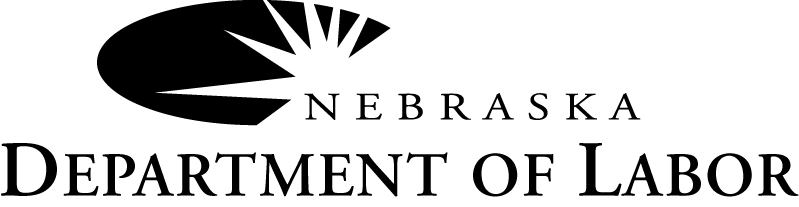 NEBRASKA
DEPARTMENT OF LABOR